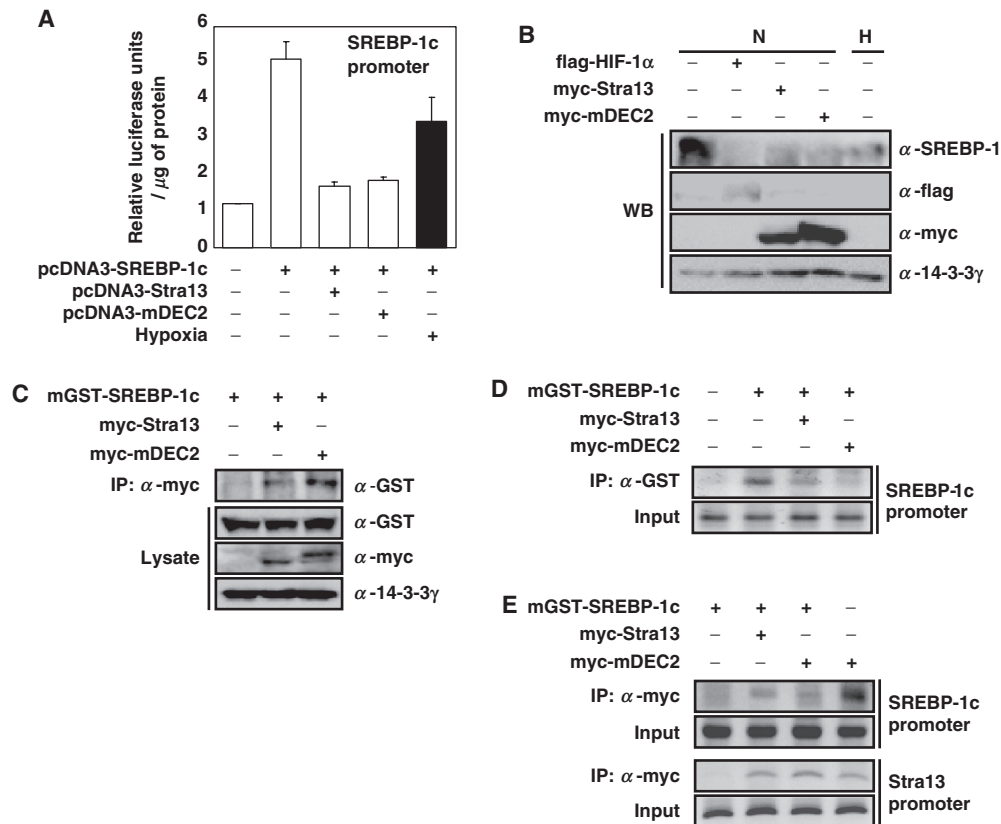 A
6
5
4
3
2
1
0
Relative luciferase units
/ μg of protein
SREBP-1c
promoter
pcDNA3-SREBP-1c – + + + +
pcDNA3-Stra13 – – + – –
pcDNA3-mDEC2 – – – + –
Hypoxia – – – – +
B
N H
flag-HIF-1α – + – – –
myc-Stra13 – – + – –
myc-mDEC2 – – – + –
WB
α-SREBP-1
α-flag
α-myc
α-14-3-3γ
C
mGST-SREBP-1c + + +
myc-Stra13 – + –
myc-mDEC2 – – +
IP: α-myc α-GST
Lysate
α-GST
α-myc
α-14-3-3γ
D
mGST-SREBP-1c – + + +
myc-Stra13 – – + –
myc-mDEC2 – – – +
IP: α-GST
Input
SREBP-1c
promoter
E
mGST-SREBP-1c + + + –
myc-Stra13 – + – –
myc-mDEC2 – – + +
IP: α-myc
Input
SREBP-1c
promoter
IP: α-myc
Input
Stra13
promoter